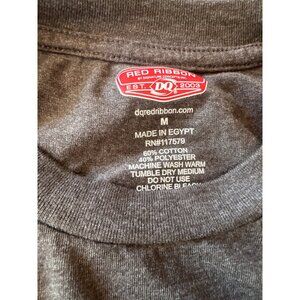 RED RIBBON
EST. DQ 2003
dqredribbon.com
M
MADE IN EGYPT
RN#117579
60% COTTON
40% POLYESTER
MACHINE WASH WARM
TUMBLE DRY MEDIUM
DO NOT USE
CHLORINE BLEACH